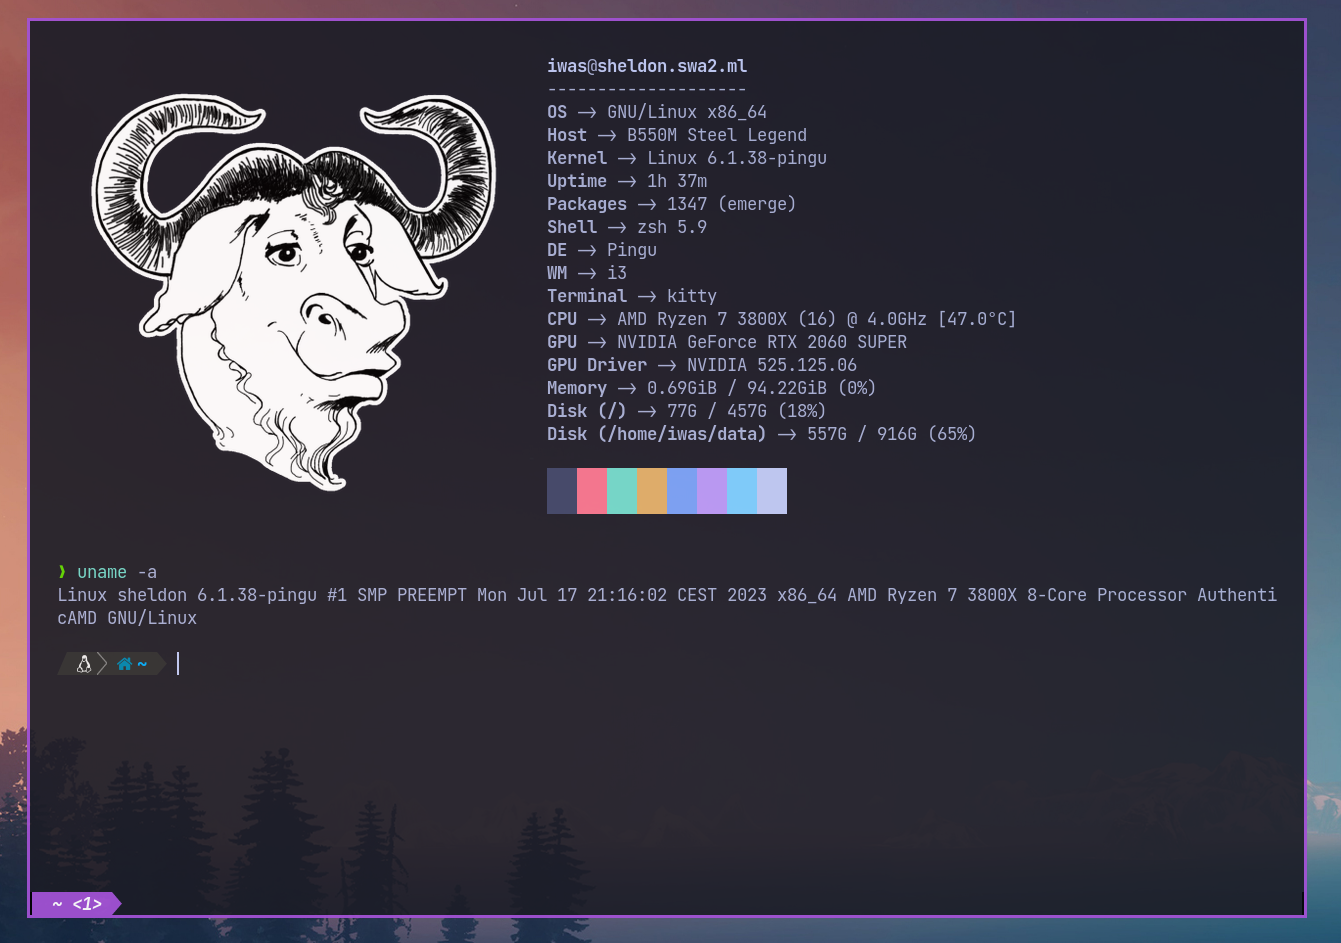 iwas@sheldon.swa2.ml
--------------------
OS -> GNU/Linux x86_64
Host -> B550M Steel Legend
Kernel -> Linux 6.1.38-pingu
Uptime -> 1h 37m
Packages -> 1347 (emerge)
Shell -> zsh 5.9
DE -> Pingu
WM -> i3
Terminal -> kitty
CPU -> AMD Ryzen 7 3800X (16) @ 4.0GHz [47.0°C]
GPU -> NVIDIA GeForce RTX 2060 SUPER
GPU Driver -> NVIDIA 525.125.06
Memory -> 0.69GiB / 94.22GiB (0%)
Disk (/) -> 77G / 457G (18%)
Disk (/home/iwas/data) -> 557G / 916G (65%)
❯ uname -a
Linux sheldon 6.1.38-pingu #1 SMP PREEMPT Mon Jul 17 21:16:02 CEST 2023 x86_64 AMD Ryzen 7 3800X 8-Core Processor Authenti
cAMD GNU/Linux
~
~ <1>